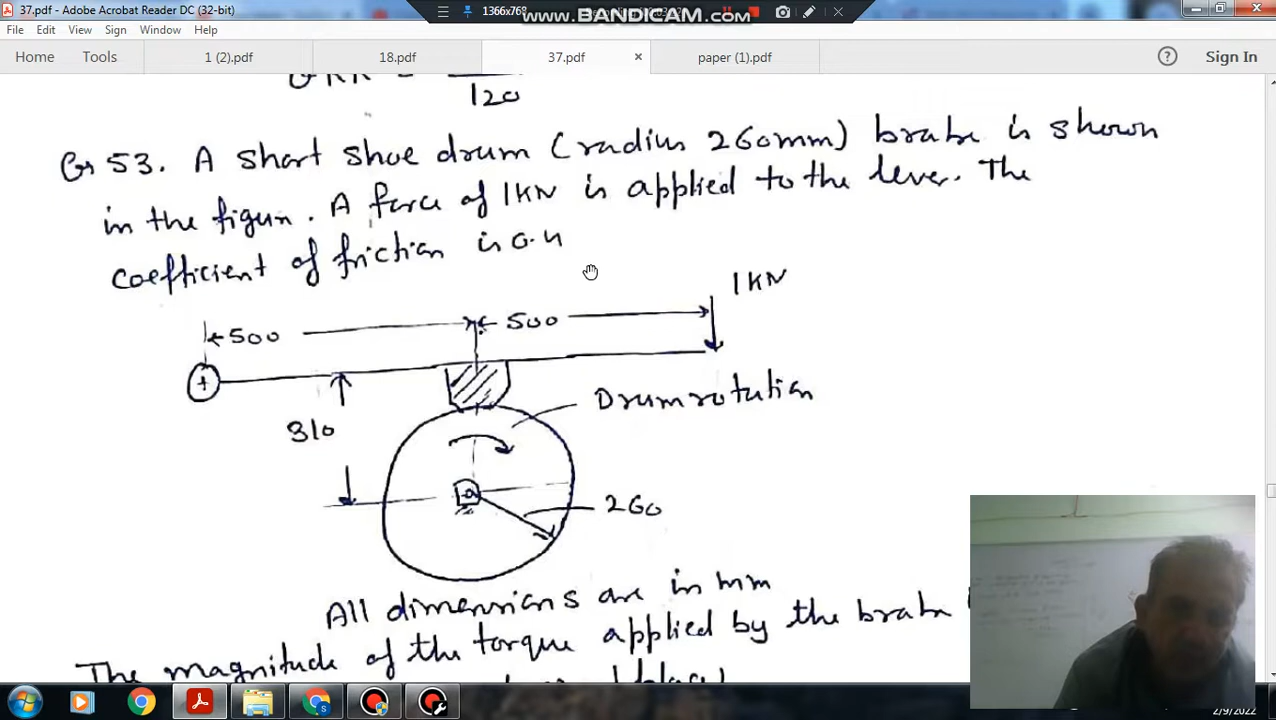 37.pdf - Adobe Acrobat Reader DC (32-bit)
1366x768
www.BANDICAM.com
File Edit View Sign Window Help
Home Tools 1 (2).pdf 18.pdf 37.pdf × paper (1).pdf ? Sign In
120
53. A short shoe drum (radius 260mm) brake is shown
in the figure. A force of 1KN is applied to the lever. The
coefficient of friction is 0.4
1KN
500 500
310
Drum rotation
260
All dimensions are in mm
The magnitude of the torque applied by the brake
2/9/2022